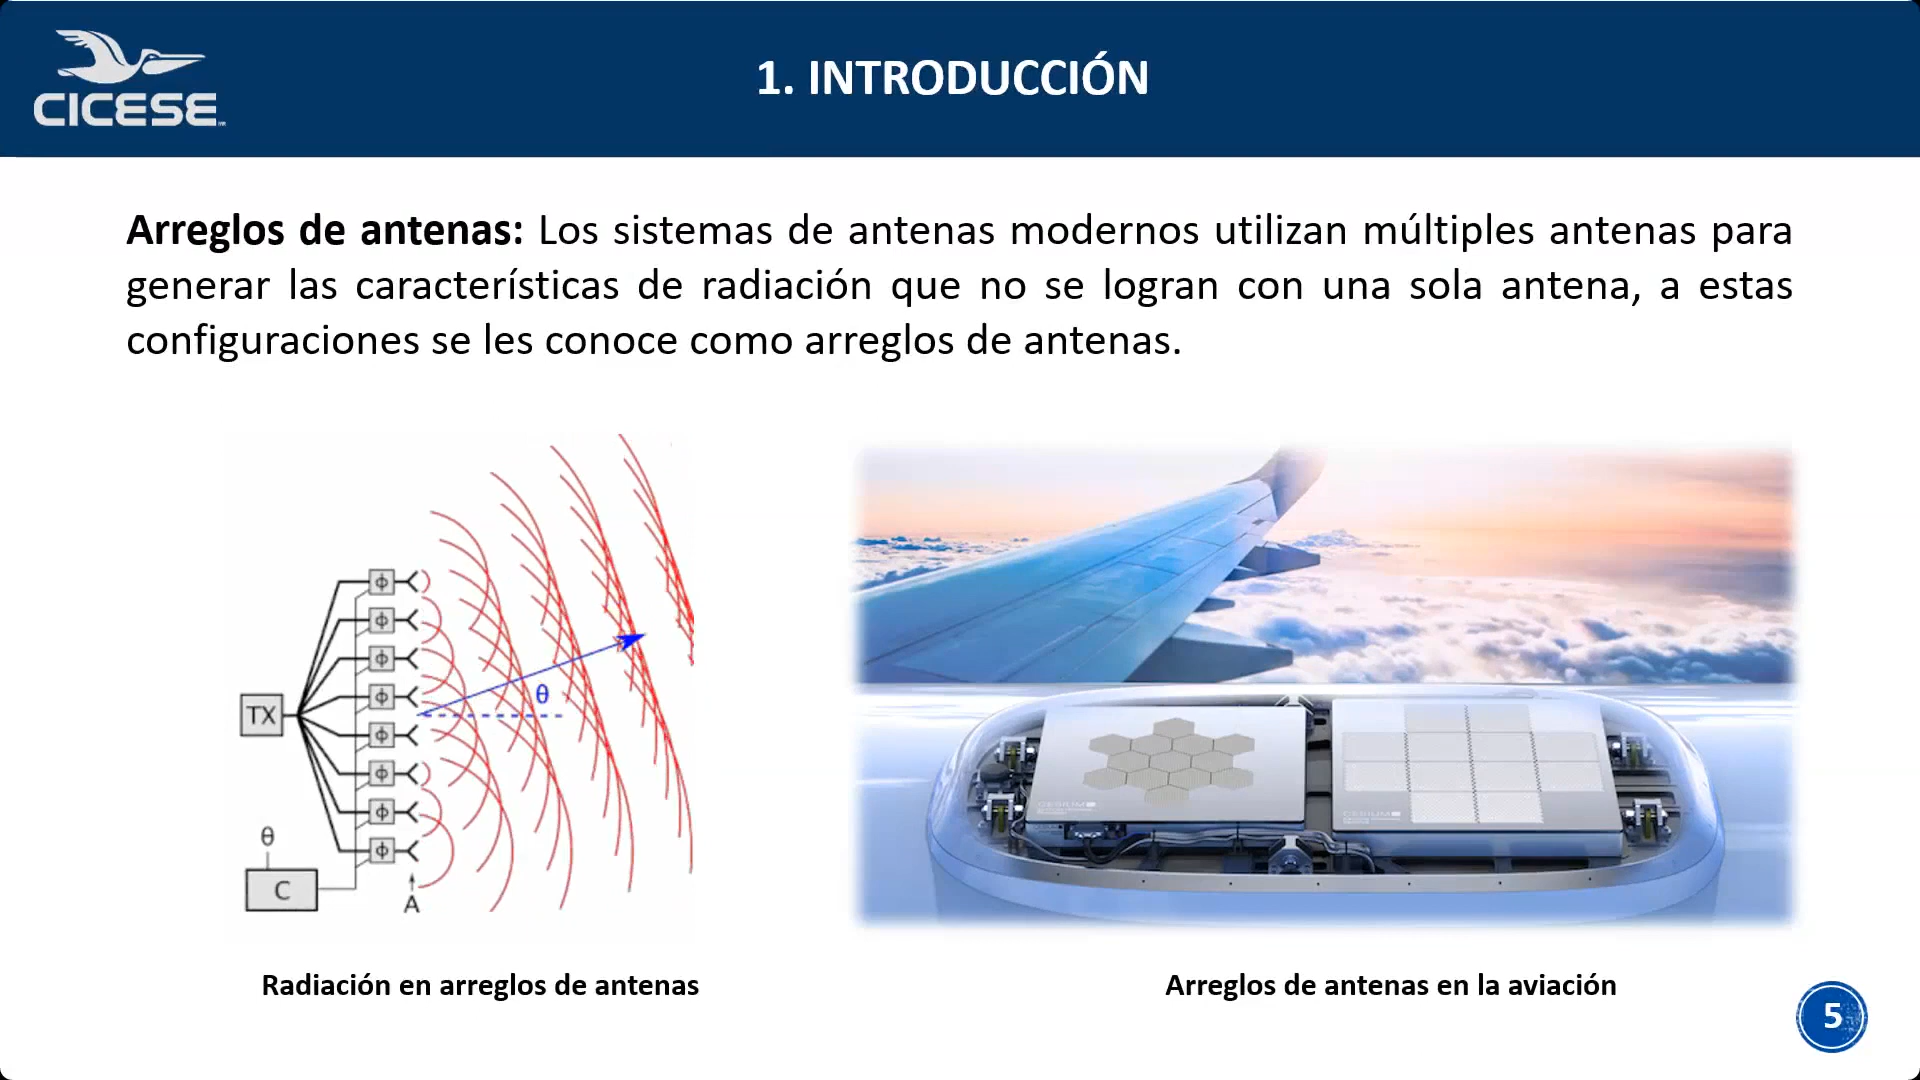 CICESE
1. INTRODUCCIÓN
Arreglos de antenas: Los sistemas de antenas modernos utilizan múltiples antenas para
generar las características de radiación que no se logran con una sola antena, a estas
configuraciones se les conoce como arreglos de antenas.
TX
ϕ
ϕ
ϕ
ϕ
ϕ
ϕ
ϕ
ϕ
θ
θ
C
A
CESIUM
CESIUM
Radiación en arreglos de antenas
Arreglos de antenas en la aviación
5